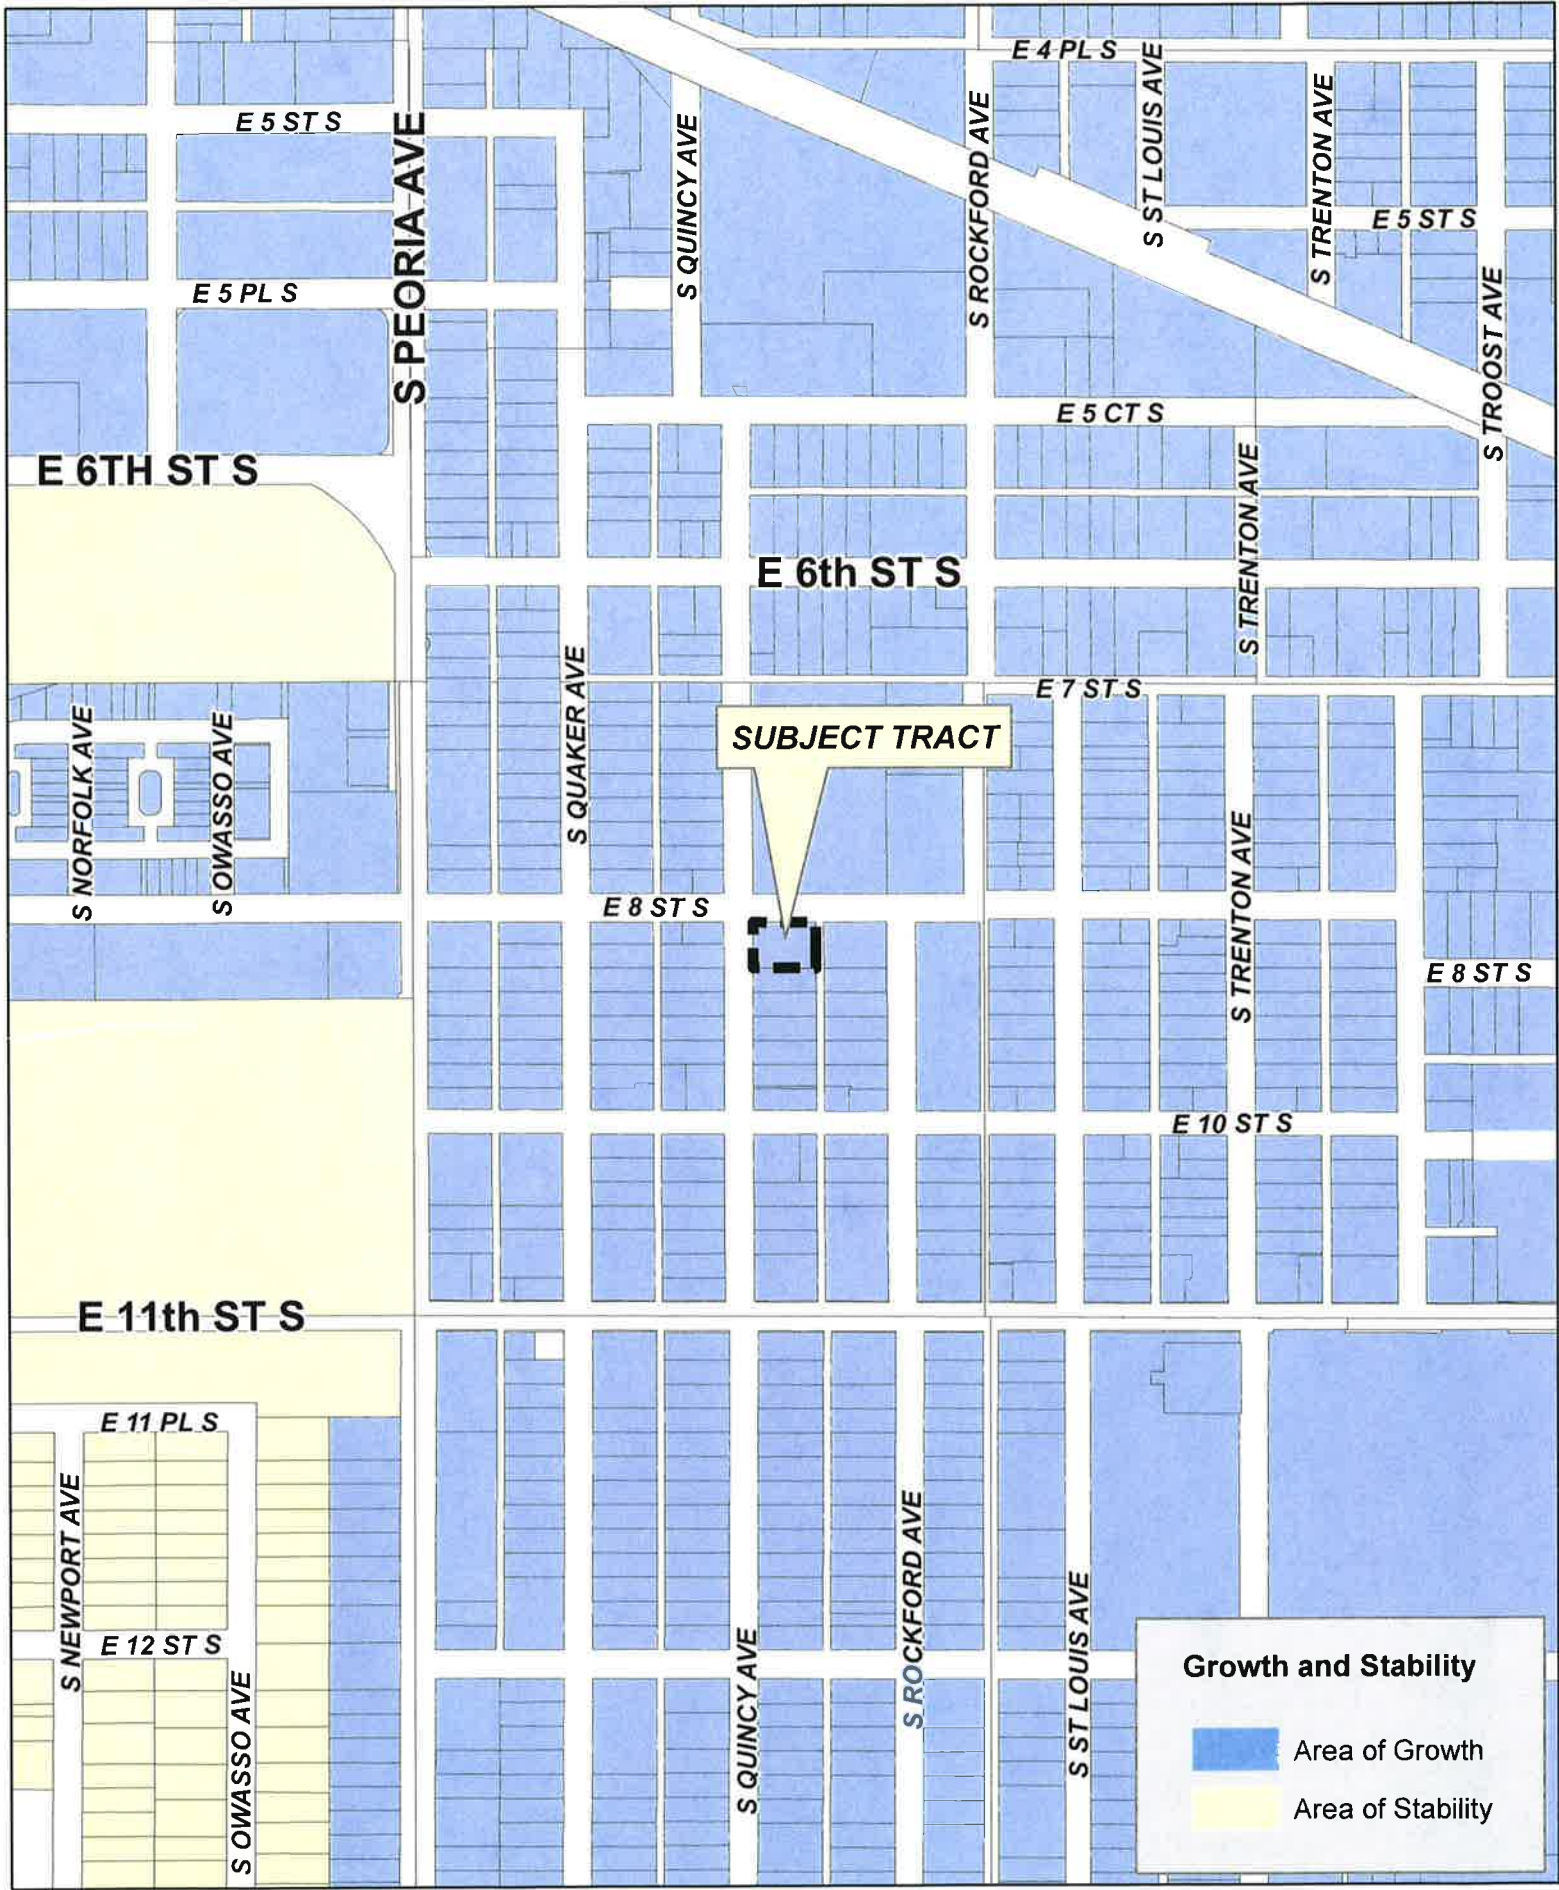 E 4 PL S
S ST LOUIS AVE
S TRENTON AVE
S ROCKFORD AVE
S QUINCY AVE
E 5 ST S
S PEORIA AVE
E 5 ST S
E 5 PL S
S TROOST AVE
E 5 CT S
E 6TH ST S
S TRENTON AVE
E 6th ST S
S QUAKER AVE
E 7 ST S
S NORFOLK AVE
S OWASSO AVE
SUBJECT TRACT
S TRENTON AVE
E 8 ST S
E 8 ST S
E 10 ST S
E 11th ST S
E 11 PL S
S NEWPORT AVE
S ROCKFORD AVE
S ST LOUIS AVE
E 12 ST S
S OWASSO AVE
S QUINCY AVE
Growth and Stability
Area of Growth
Area of Stability